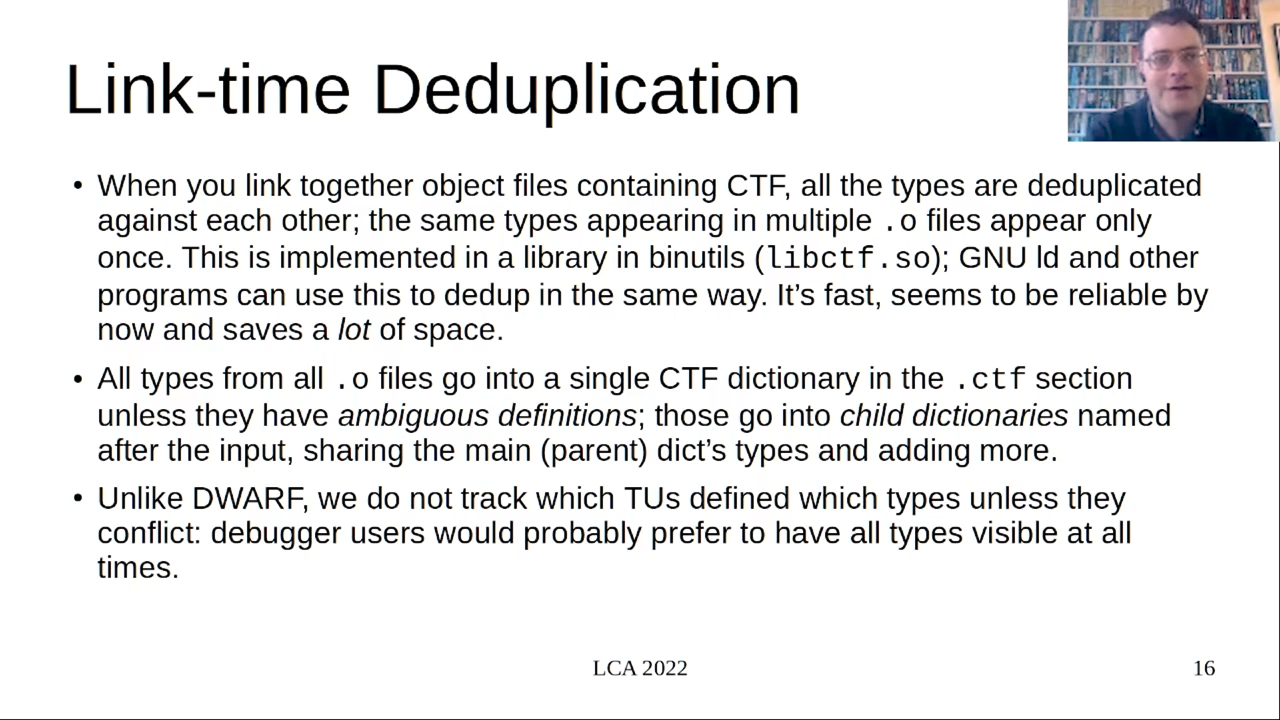 Link-time Deduplication
• When you link together object files containing CTF, all the types are deduplicated
against each other; the same types appearing in multiple .o files appear only
once. This is implemented in a library in binutils (libctf.so); GNU ld and other
programs can use this to dedup in the same way. It’s fast, seems to be reliable by
now and saves a lot of space.
• All types from all .o files go into a single CTF dictionary in the .ctf section
unless they have ambiguous definitions; those go into child dictionaries named
after the input, sharing the main (parent) dict’s types and adding more.
• Unlike DWARF, we do not track which TUs defined which types unless they
conflict: debugger users would probably prefer to have all types visible at all
times.
LCA 2022
16